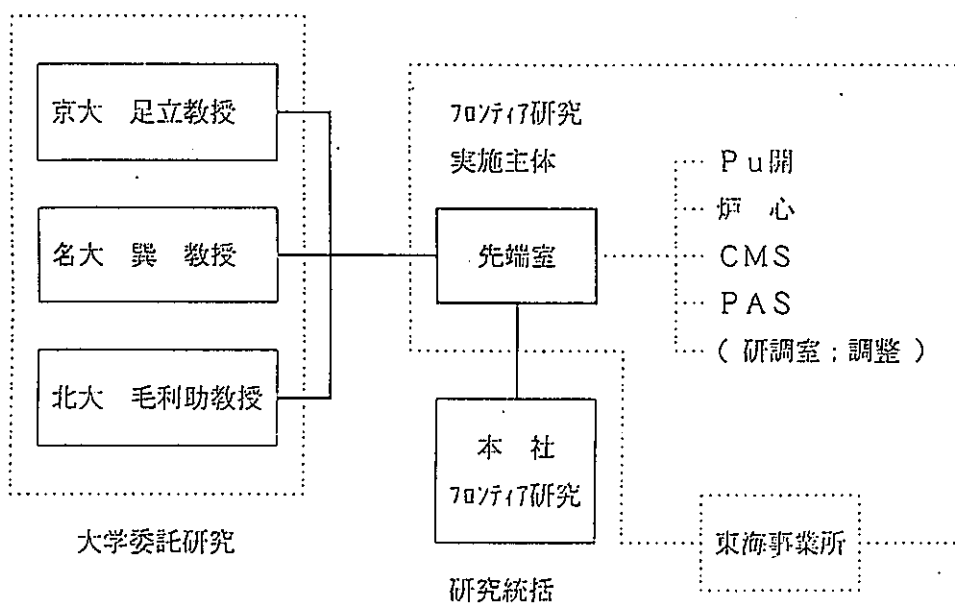 京大 足立教授
名大 巽 教授
北大 毛利助教授
大学委託研究
フロンティア研究
実施主体
先端室
Pu開
炉 心
CMS
PAS
( 研調室 ; 調整 )
本 社
フロンティア研究
研究統括
東海事業所